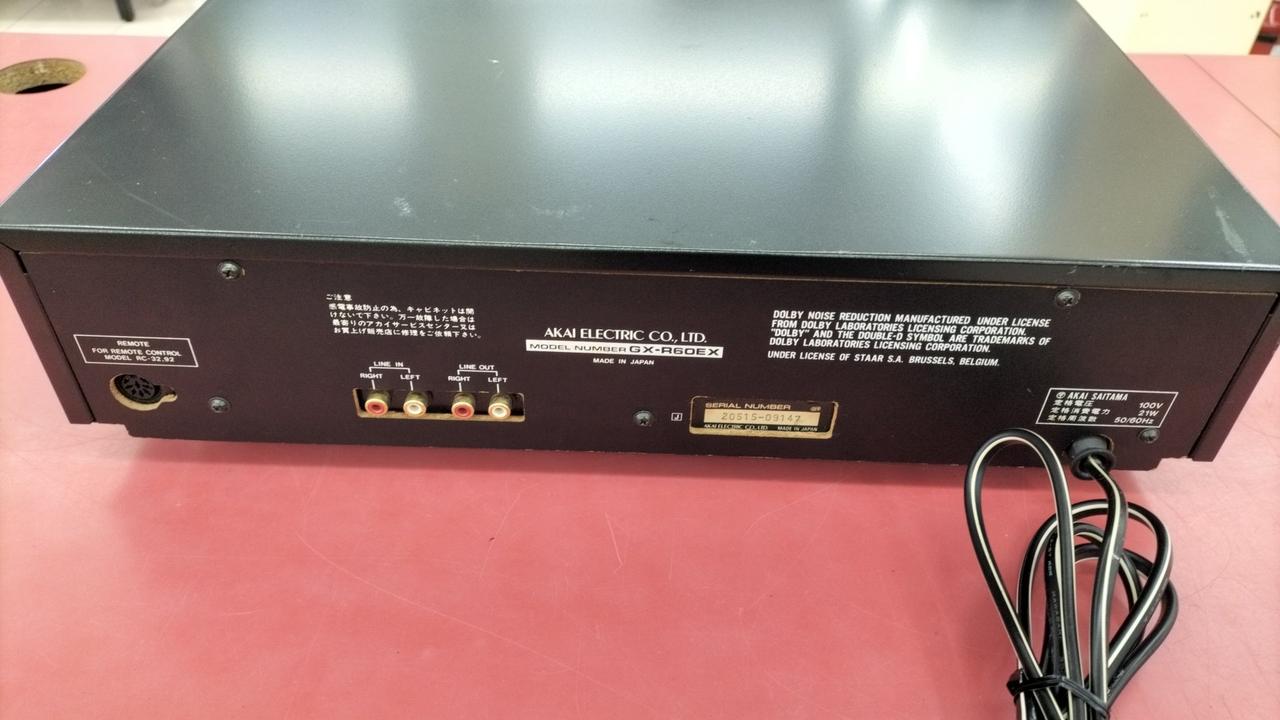 REMOTE
FOR REMOTE CONTROL
MODEL RC-32,92
ご注意
感電事故防止の為、キャビネットは開
けないで下さい。万一故障した場合は
最寄りのアカイサービスセンター又は
お買上げ販売店に修理をご依頼下さい。
LINE IN
RIGHT LEFT
LINE OUT
RIGHT LEFT
AKAI ELECTRIC CO., LTD.
MODEL NUMBER GX-R60EX
MADE IN JAPAN
DOLBY NOISE REDUCTION MANUFACTURED UNDER LICENSE
FROM DOLBY LABORATORIES LICENSING CORPORATION.
"DOLBY" AND THE DOUBLE-D SYMBOL ARE TRADEMARKS OF
DOLBY LABORATORIES LICENSING CORPORATION.
UNDER LICENSE OF STAAR S.A. BRUSSELS, BELGIUM.
J
SERIAL NUMBER
20515-09147
AKAI ELECTRIC CO., LTD. MADE IN JAPAN
AKAI SAITAMA
定格電圧 100V
定格消費電力 21W
定格周波数 50/60Hz